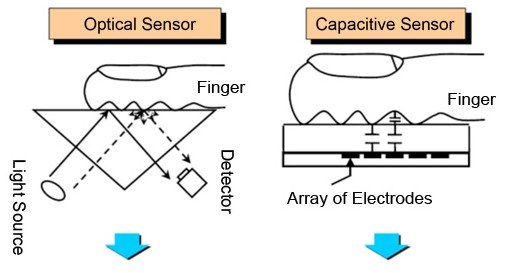 Optical Sensor
Finger
Light Source
Detector
Capacitive Sensor
Finger
Array of Electrodes